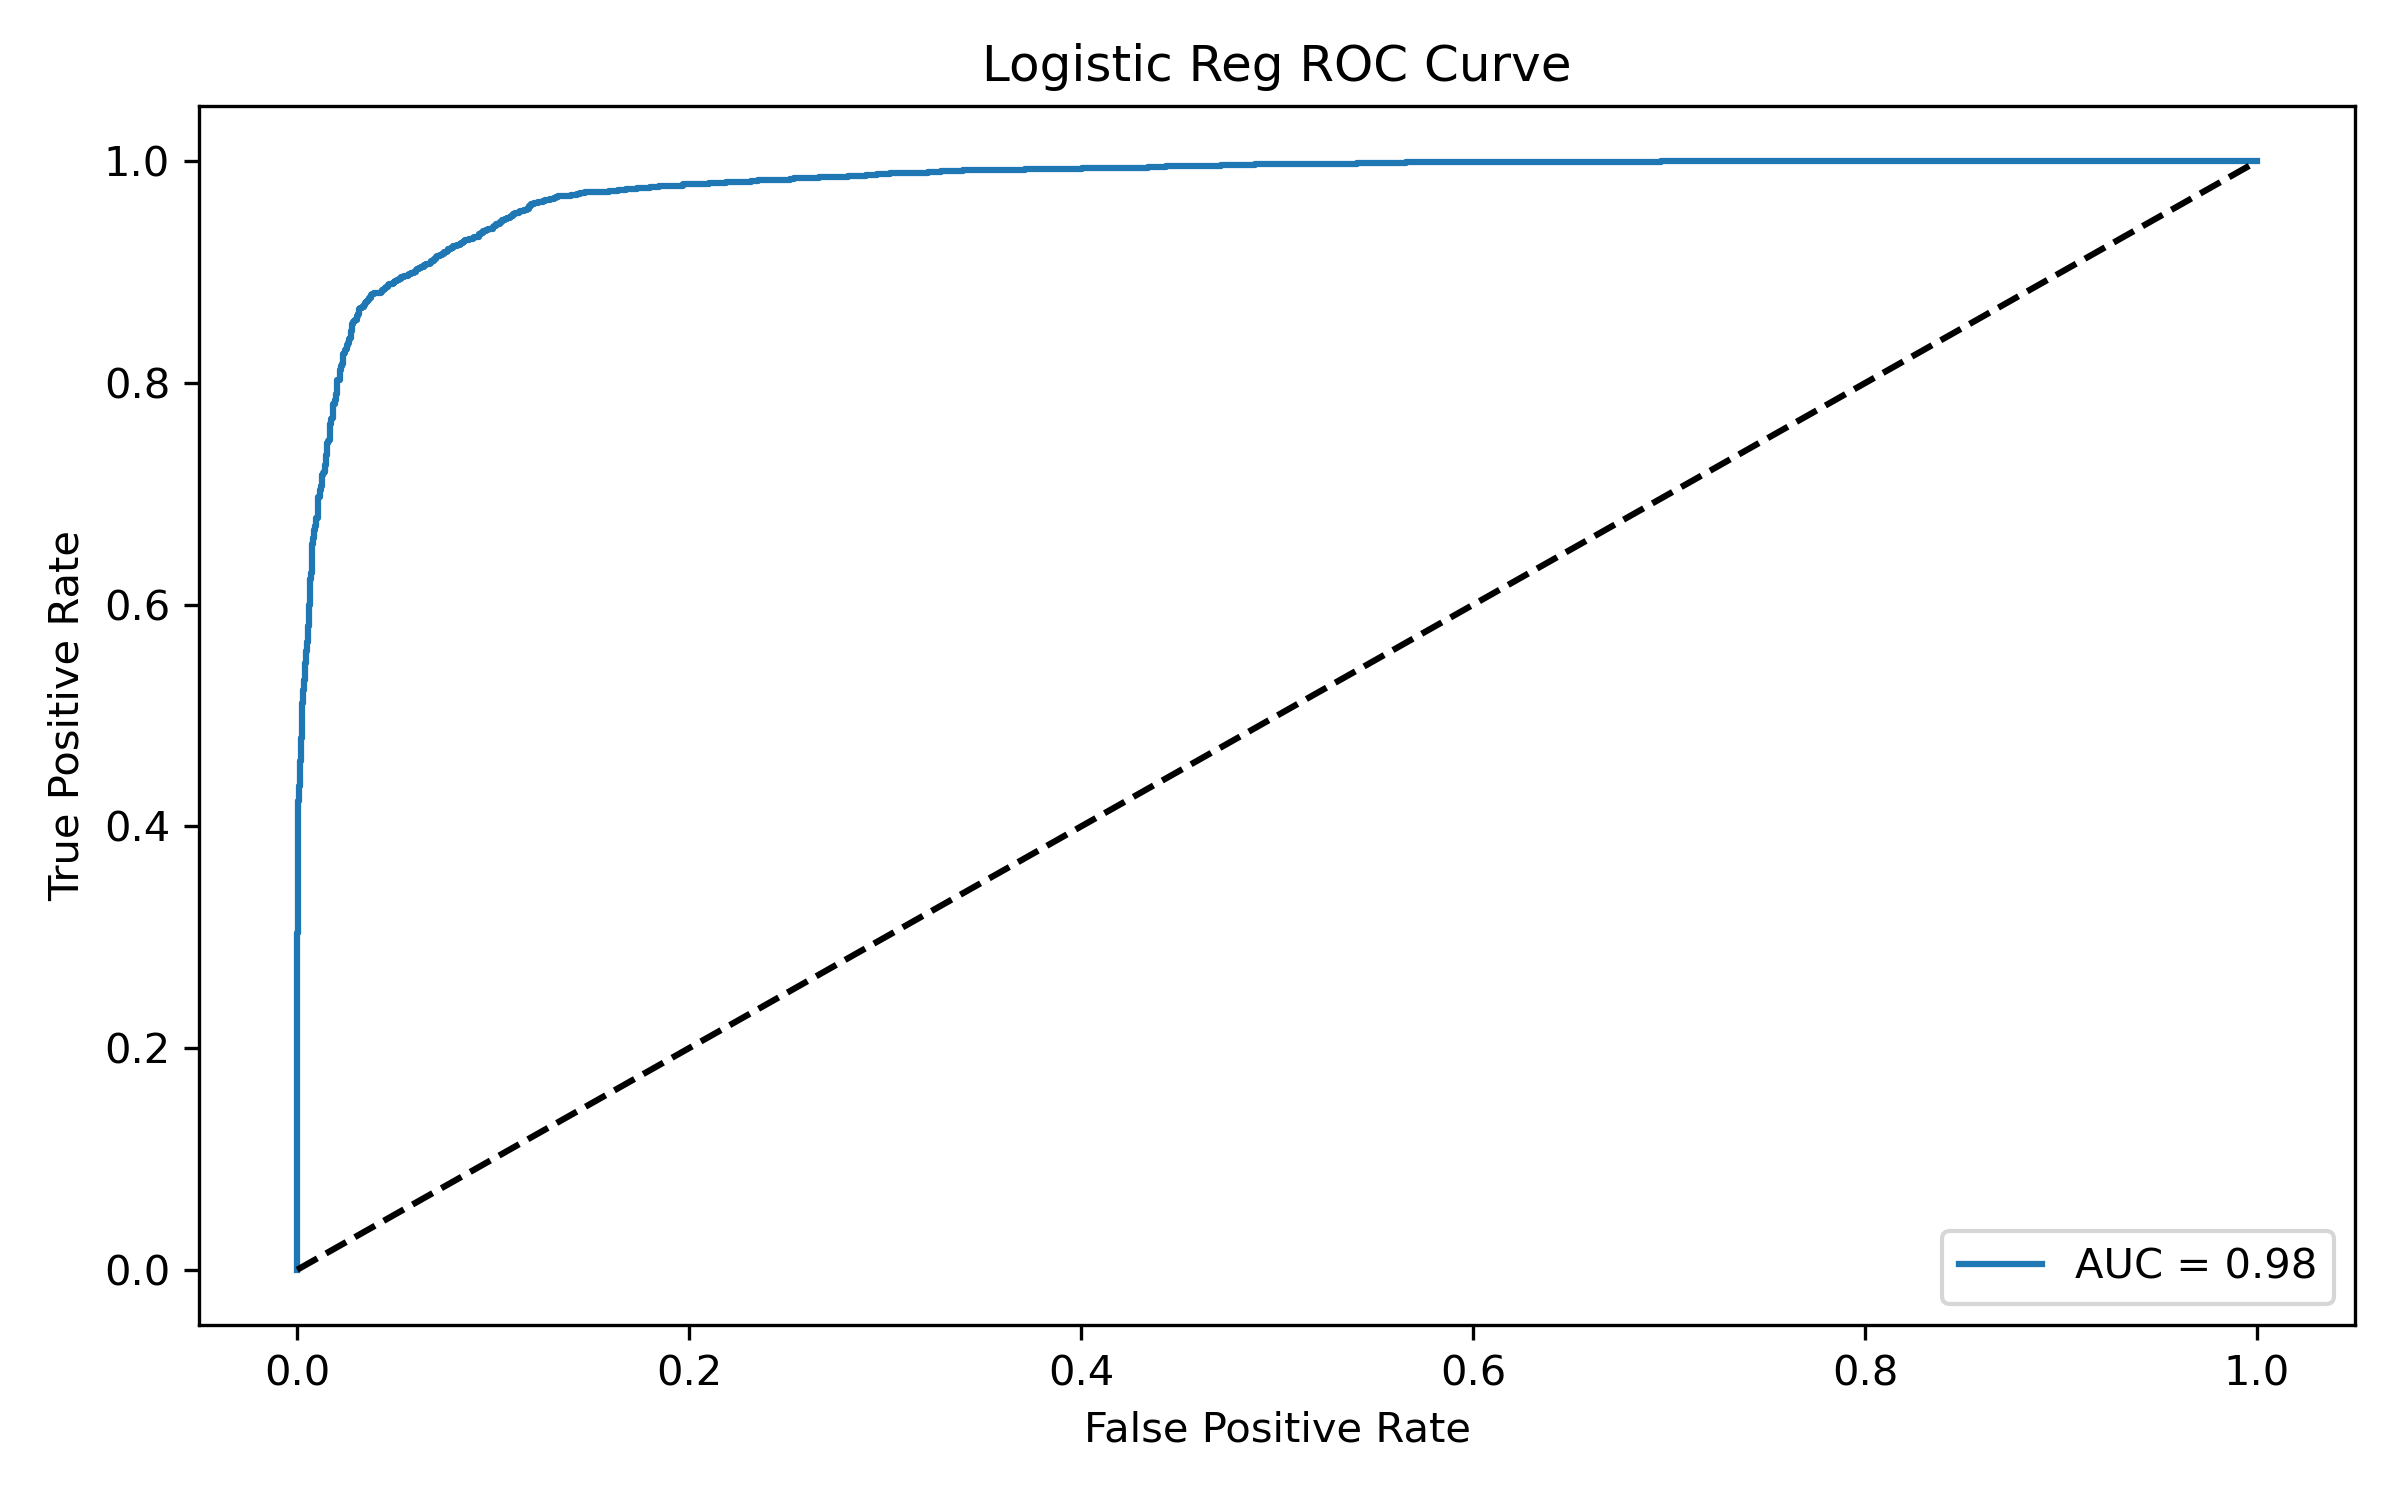 Logistic Reg ROC Curve
True Positive Rate
1.0
0.8
0.6
0.4
0.2
0.0
AUC = 0.98
0.0 0.2 0.4 0.6 0.8 1.0
False Positive Rate